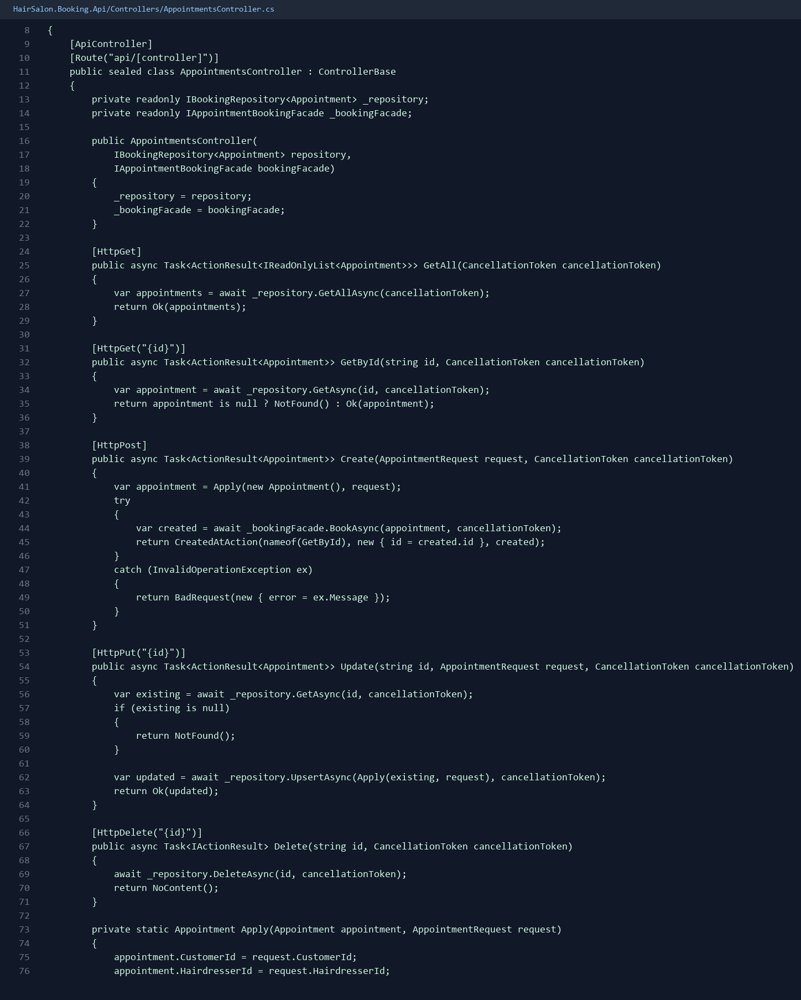 HairSalon.Booking.Api/Controllers/AppointmentsController.cs
8 {
9 [ApiController]
10 [Route("api/[controller]")]
11 public sealed class AppointmentsController : ControllerBase
12 {
13 private readonly IBookingRepository<Appointment> _repository;
14 private readonly IAppointmentBookingFacade _bookingFacade;
15
16 public AppointmentsController(
17 IBookingRepository<Appointment> repository,
18 IAppointmentBookingFacade bookingFacade)
19 {
20 _repository = repository;
21 _bookingFacade = bookingFacade;
22 }
23
24 [HttpGet]
25 public async Task<ActionResult<IReadOnlyList<Appointment>>> GetAll(CancellationToken cancellationToken)
26 {
27 var appointments = await _repository.GetAllAsync(cancellationToken);
28 return Ok(appointments);
29 }
30
31 [HttpGet("{id}")]
32 public async Task<ActionResult<Appointment>> GetById(string id, CancellationToken cancellationToken)
33 {
34 var appointment = await _repository.GetAsync(id, cancellationToken);
35 return appointment is null ? NotFound() : Ok(appointment);
36 }
37
38 [HttpPost]
39 public async Task<ActionResult<Appointment>> Create(AppointmentRequest request, CancellationToken cancellationToken)
40 {
41 var appointment = Apply(new Appointment(), request);
42 try
43 {
44 var created = await _bookingFacade.BookAsync(appointment, cancellationToken);
45 return CreatedAtAction(nameof(GetById), new { id = created.id }, created);
46 }
47 catch (InvalidOperationException ex)
48 {
49 return BadRequest(new { error = ex.Message });
50 }
51 }
52
53 [HttpPut("{id}")]
54 public async Task<ActionResult<Appointment>> Update(string id, AppointmentRequest request, CancellationToken cancellationToken)
55 {
56 var existing = await _repository.GetAsync(id, cancellationToken);
57 if (existing is null)
58 {
59 return NotFound();
60 }
61
62 var updated = await _repository.UpsertAsync(Apply(existing, request), cancellationToken);
63 return Ok(updated);
64 }
65
66 [HttpDelete("{id}")]
67 public async Task<IActionResult> Delete(string id, CancellationToken cancellationToken)
68 {
69 await _repository.DeleteAsync(id, cancellationToken);
70 return NoContent();
71 }
72
73 private static Appointment Apply(Appointment appointment, AppointmentRequest request)
74 {
75 appointment.CustomerId = request.CustomerId;
76 appointment.HairdresserId = request.HairdresserId;